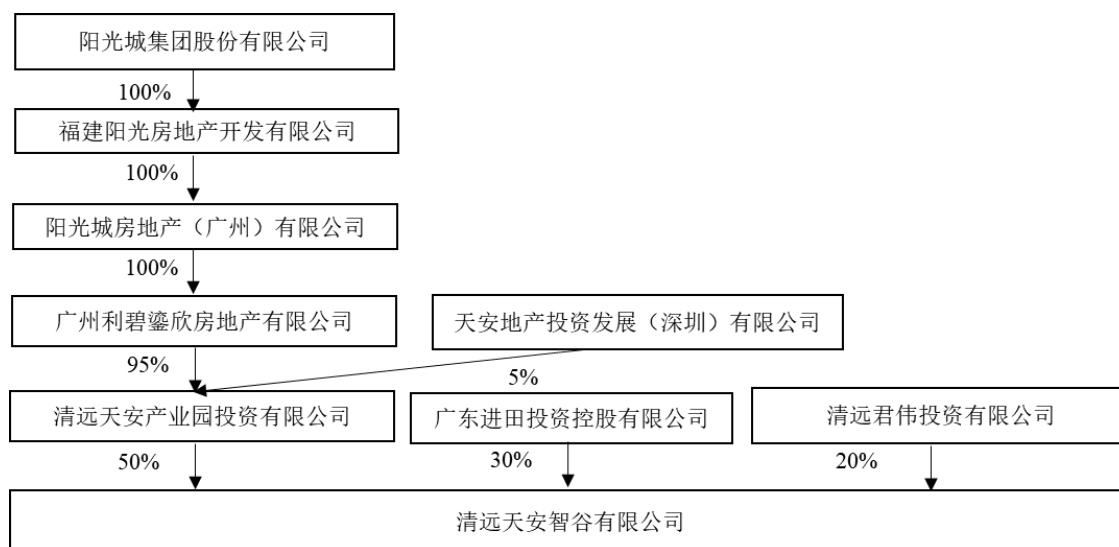 阳光城集团股份有限公司
100%
福建阳光房地产开发有限公司
100%
阳光城房地产（广州）有限公司
100%
广州利碧鎏欣房地产有限公司
天安地产投资发展（深圳）有限公司
95%
5%
清远天安产业园投资有限公司
广东进田投资控股有限公司
清远君伟投资有限公司
50%
30%
20%
清远天安智谷有限公司